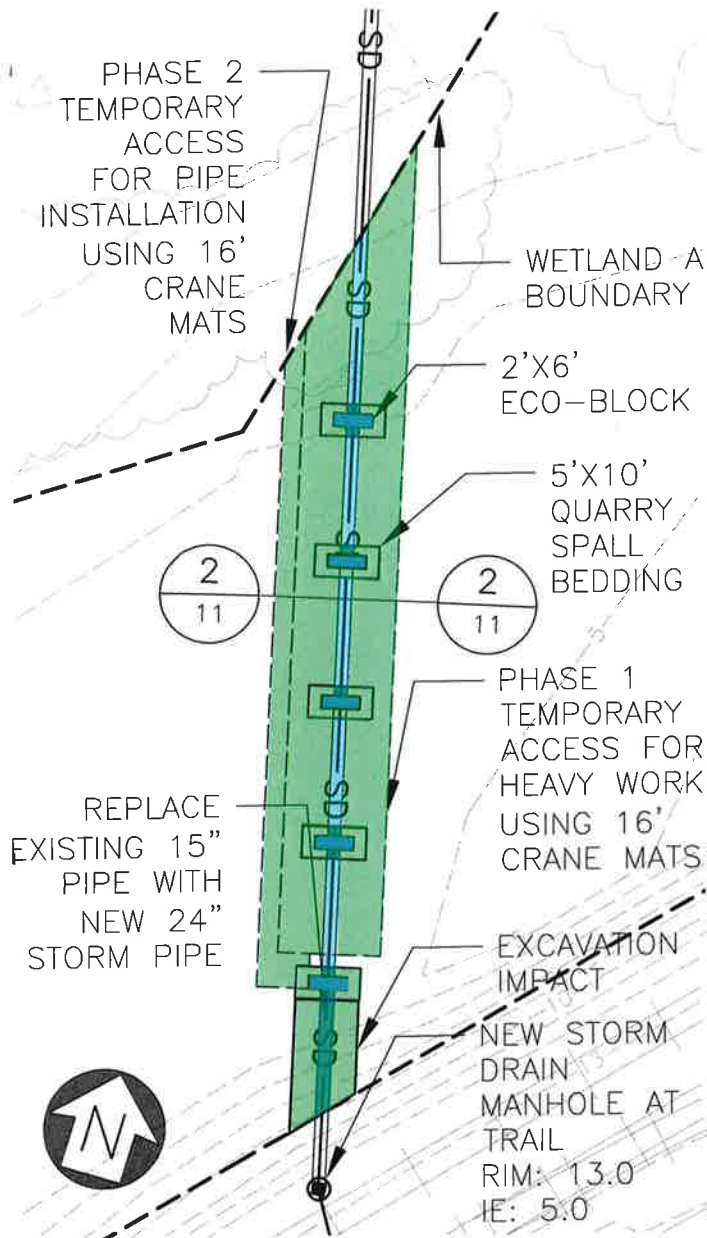 SD
PHASE 2
TEMPORARY
ACCESS
FOR PIPE
INSTALLATION
USING 16'
CRANE
MATS
WETLAND A
BOUNDARY
SD
2'X6'
ECO-BLOCK
5'X10'
QUARRY
SPALL
BEDDING
2
11
2
11
5
PHASE 1
TEMPORARY
ACCESS FOR
HEAVY WORK
USING 16'
CRANE MATS
SD
REPLACE
EXISTING 15"
PIPE WITH
NEW 24"
STORM PIPE
EXCAVATION
IMPACT
10
15
SD
NEW STORM
DRAIN
MANHOLE AT
TRAIL
RIM: 13.0
IE: 5.0
N